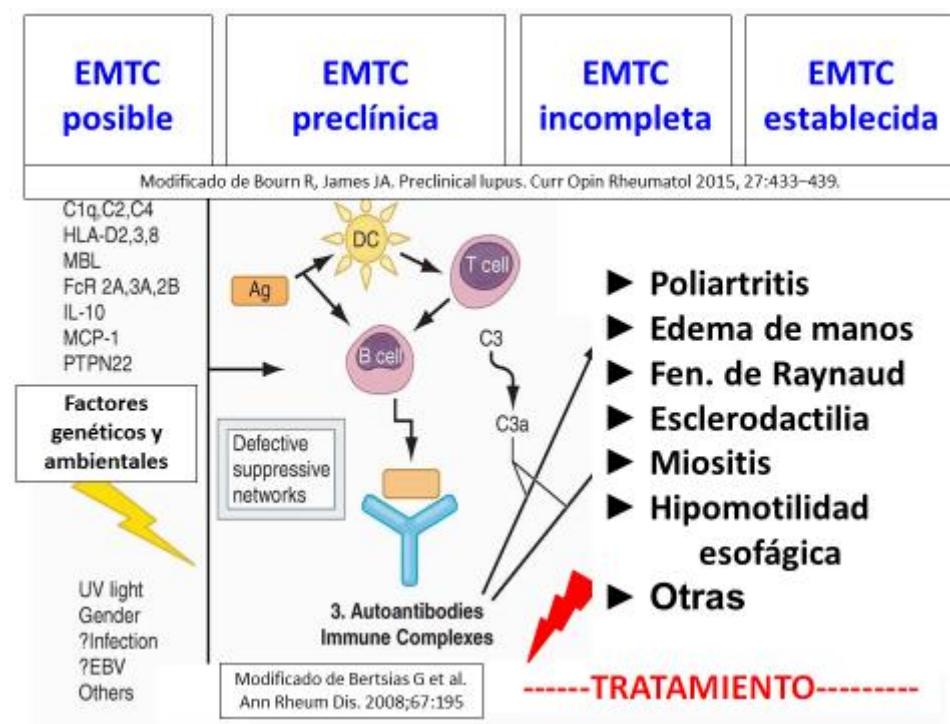 EMTC
posible
EMTC
preclínica
EMTC
incompleta
EMTC
establecida
Modificado de Bourn R, James JA. Preclinical lupus. Curr Opin Rheumatol 2015, 27:433–439.
C1q,C2,C4
HLA-D2,3,8
MBL
FcR 2A,3A,2B
IL-10
MCP-1
PTPN22
Factores
genéticos y
ambientales
UV light
Gender
?Infection
?EBV
Others
DC
T cell
Ag
B cell
C3
C3a
Defective
suppressive
networks
3. Autoantibodies
Immune Complexes
Modificado de Bertsias G et al.
Ann Rheum Dis. 2008;67:195
► Poliartritis
► Edema de manos
► Fen. de Raynaud
► Esclerodactilia
► Miositis
► Hipomotilidad
esofágica
► Otras
------TRATAMIENTO---------